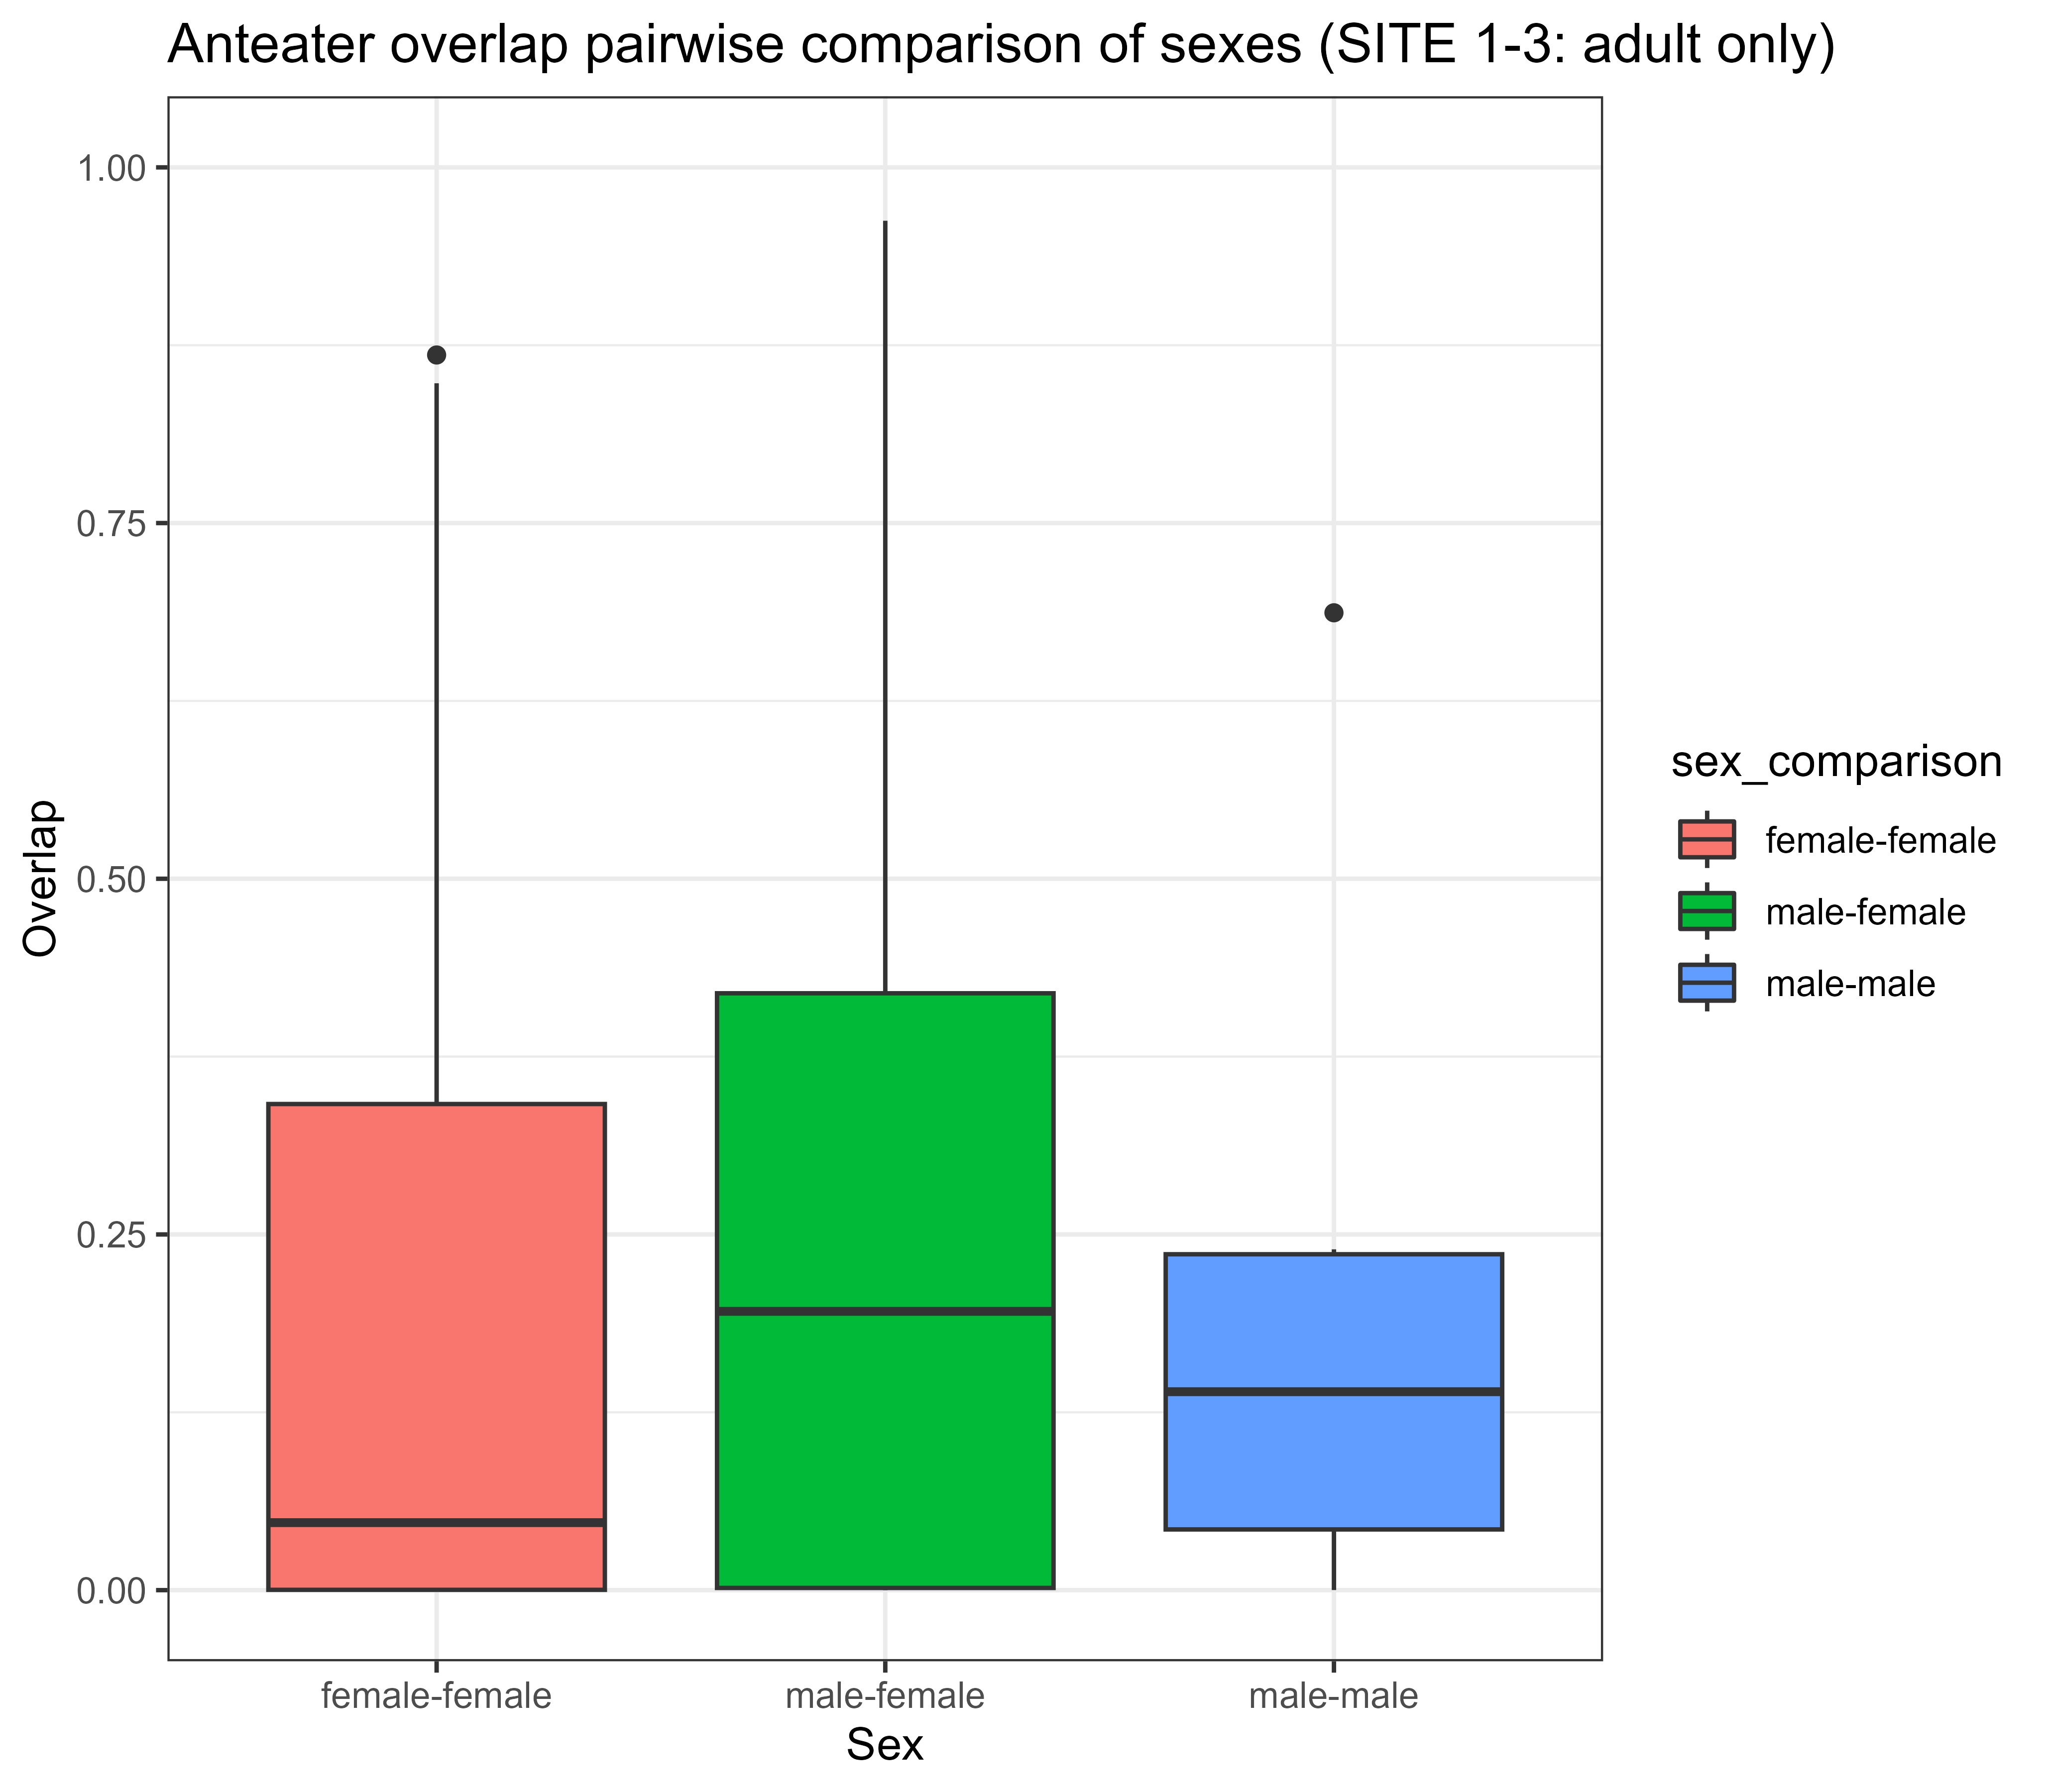 Anteater overlap pairwise comparison of sexes (SITE 1-3: adult only)
1.00
0.75
0.50
0.25
0.00
Overlap
female-female
male-female
male-male
Sex
sex_comparison
female-female
male-female
male-male